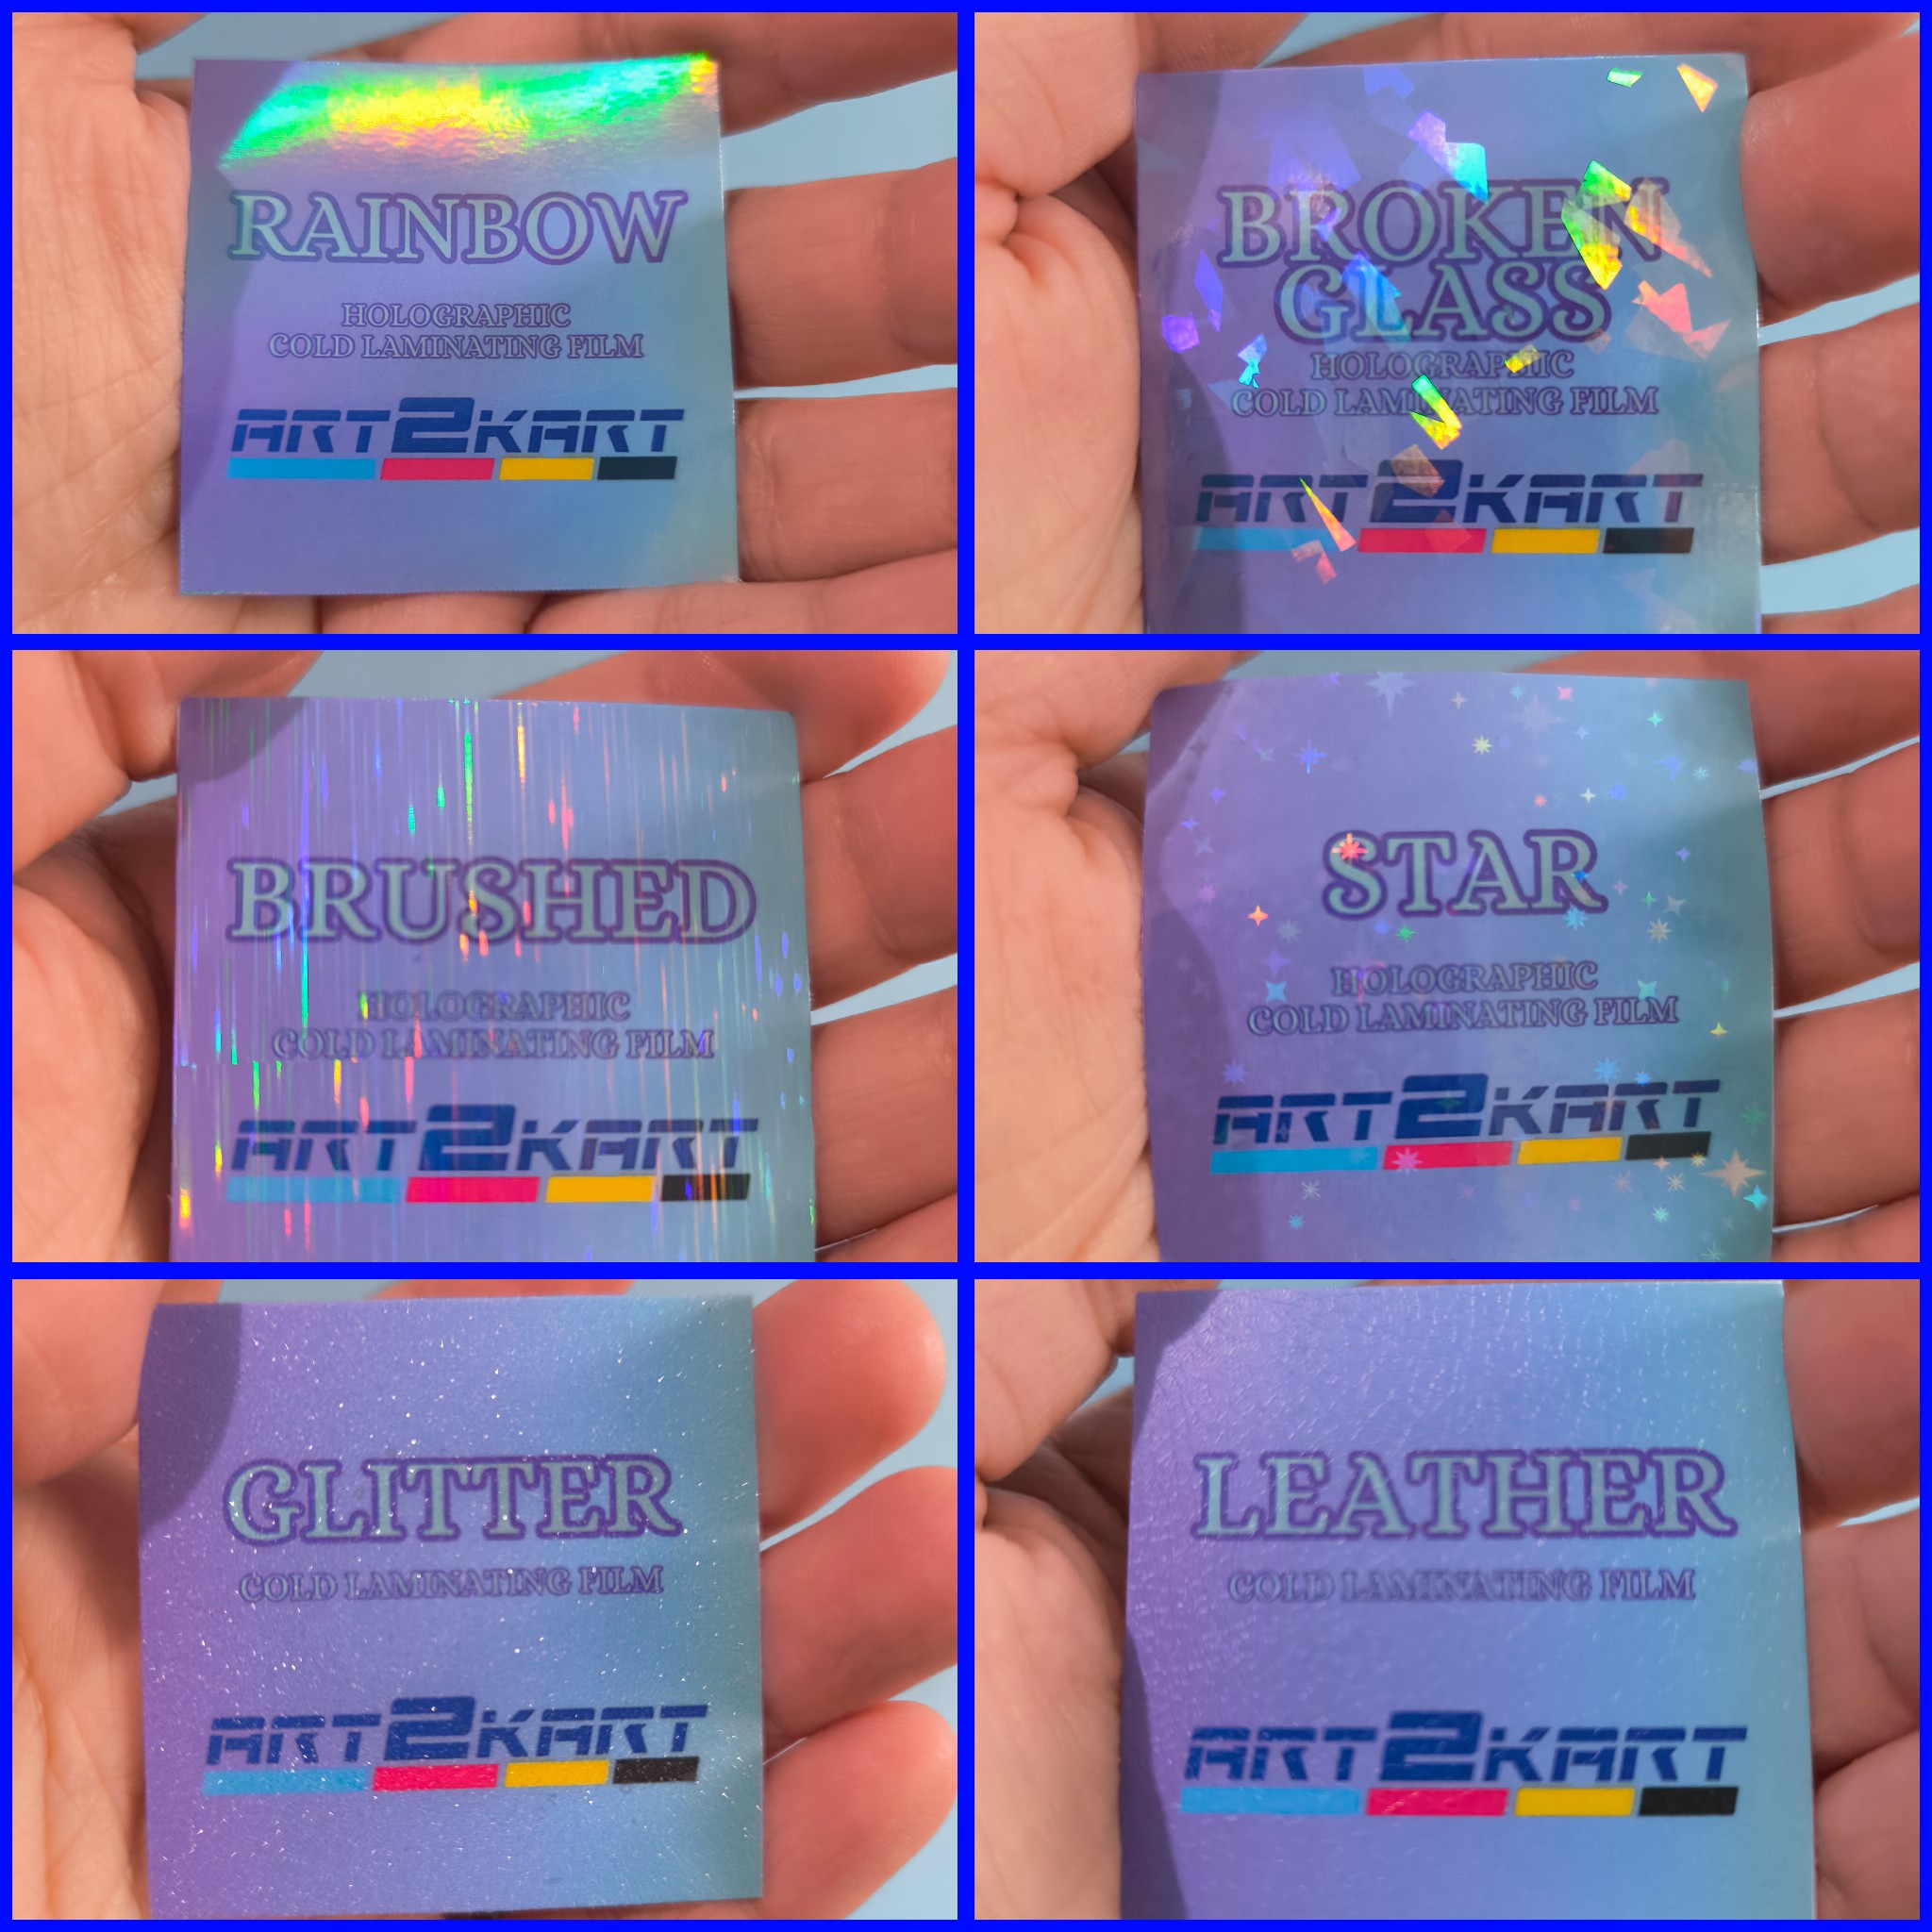 RAINBOW
HOLOGRAPHIC
COLD LAMINATING FILM
ART2KART
BROKEN
GLASS
HOLOGRAPHIC
COLD LAMINATING FILM
ART2KART
BRUSHED
HOLOGRAPHIC
COLD LAMINATING FILM
ART2KART
STAR
HOLOGRAPHIC
COLD LAMINATING FILM
ART2KART
GLITTER
COLD LAMINATING FILM
ART2KART
LEATHER
COLD LAMINATING FILM
ART2KART